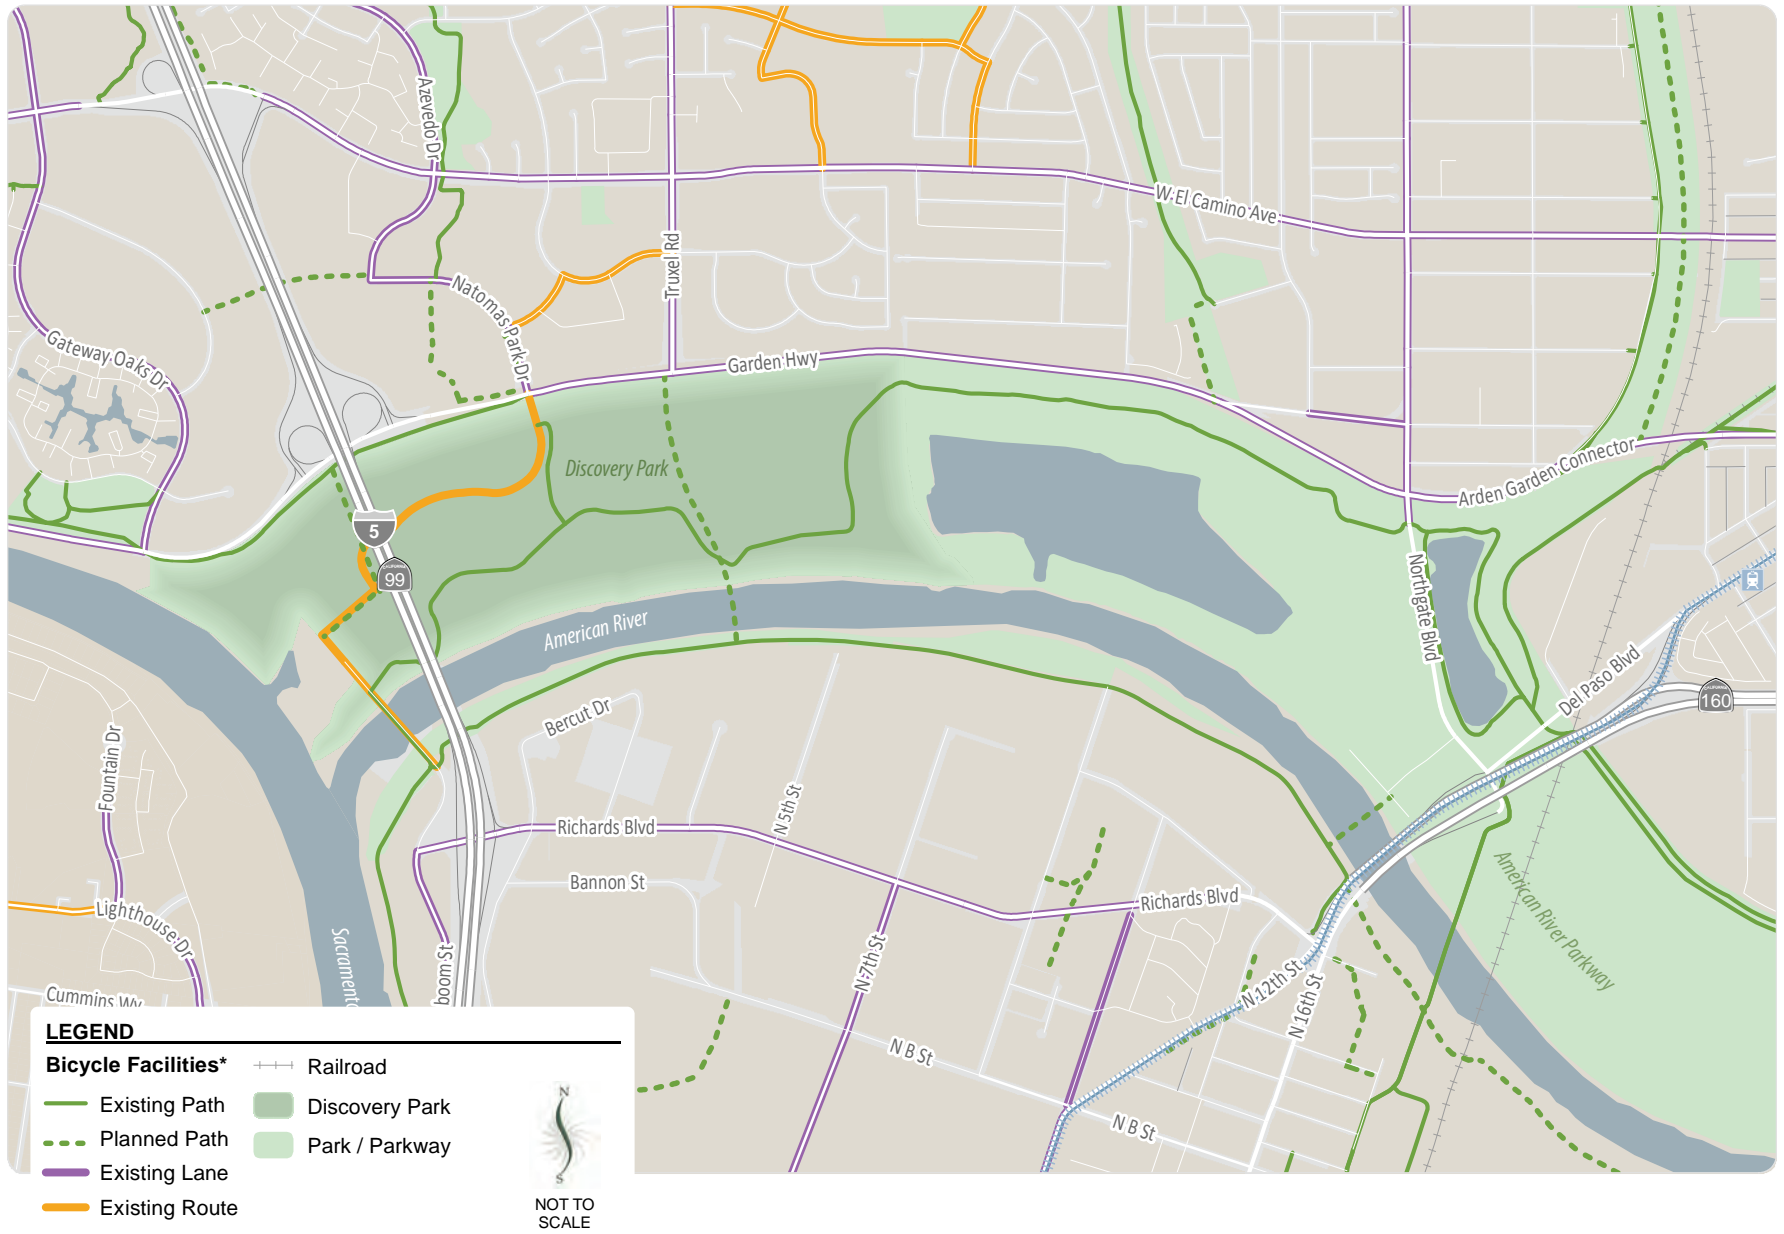 Azevedo Dr
W El Camino Ave
Truxel Rd
Natomas Park Dr
Gateway Oaks Dr
Garden Hwy
Discovery Park
Arden Garden Connector
5
CALIFORNIA
99
Northgate Blvd
American River
Del Paso Blvd
CALIFORNIA
160
Bercut Dr
Fountain Dr
N 5th St
Richards Blvd
Bannon St
Richards Blvd
American River Parkway
Lighthouse Dr
Sacramento
boom St
N 7th St
N 12th St
N 16th St
Cummins Wy
N B St
N B St
LEGEND
Bicycle Facilities*
Existing Path
Planned Path
Existing Lane
Existing Route
Railroad
Discovery Park
Park / Parkway
N
S
NOT TO
SCALE